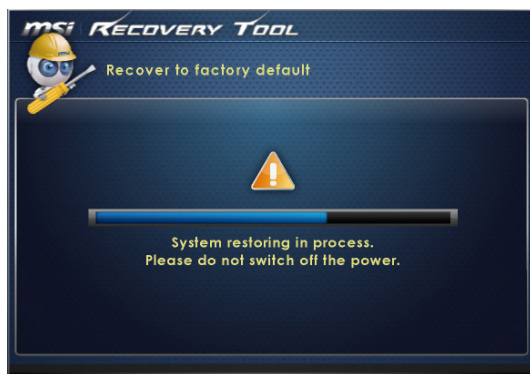 msi RECOVERY TOOL
Recover to factory default
System restoring in process.
Please do not switch off the power.